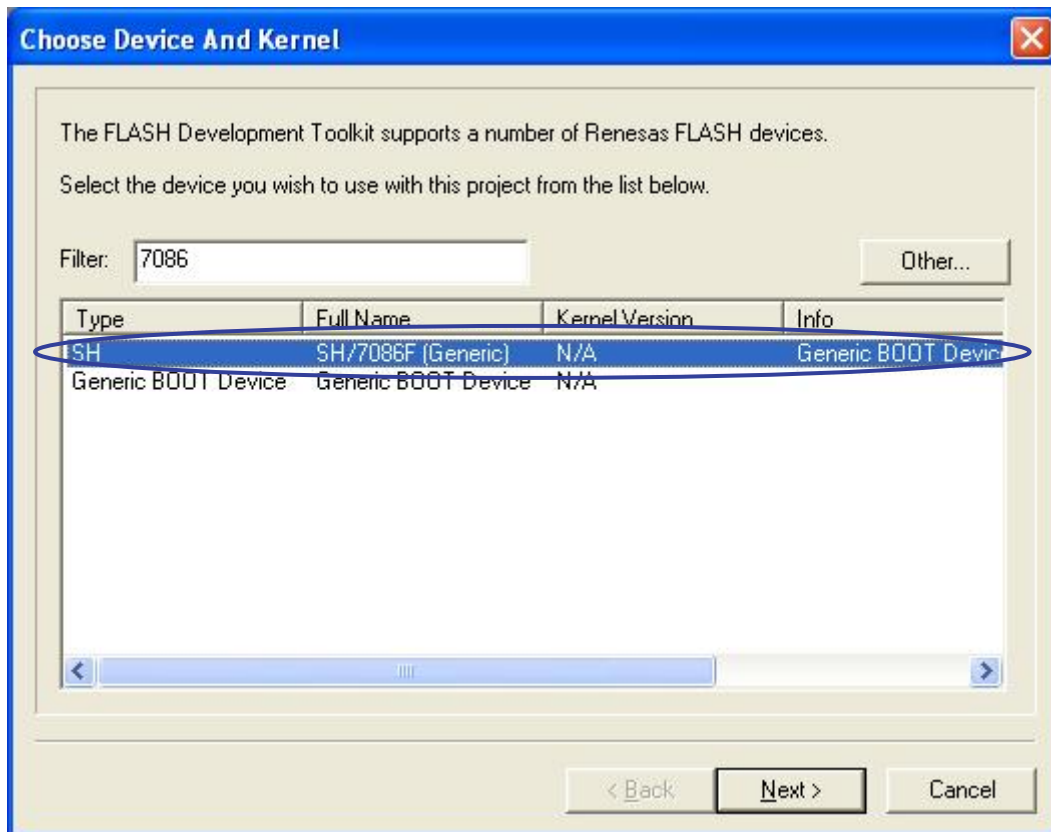 Choose Device And Kernel
The FLASH Development Toolkit supports a number of Renesas FLASH devices.
Select the device you wish to use with this project from the list below.
Filter: 7086 Other...
Type Full Name Kernel Version Info
SH SH/7086F (Generic) N/A Generic BOOT Devic
Generic BOOT Device Generic BOOT Device N/A
< Back Next > Cancel